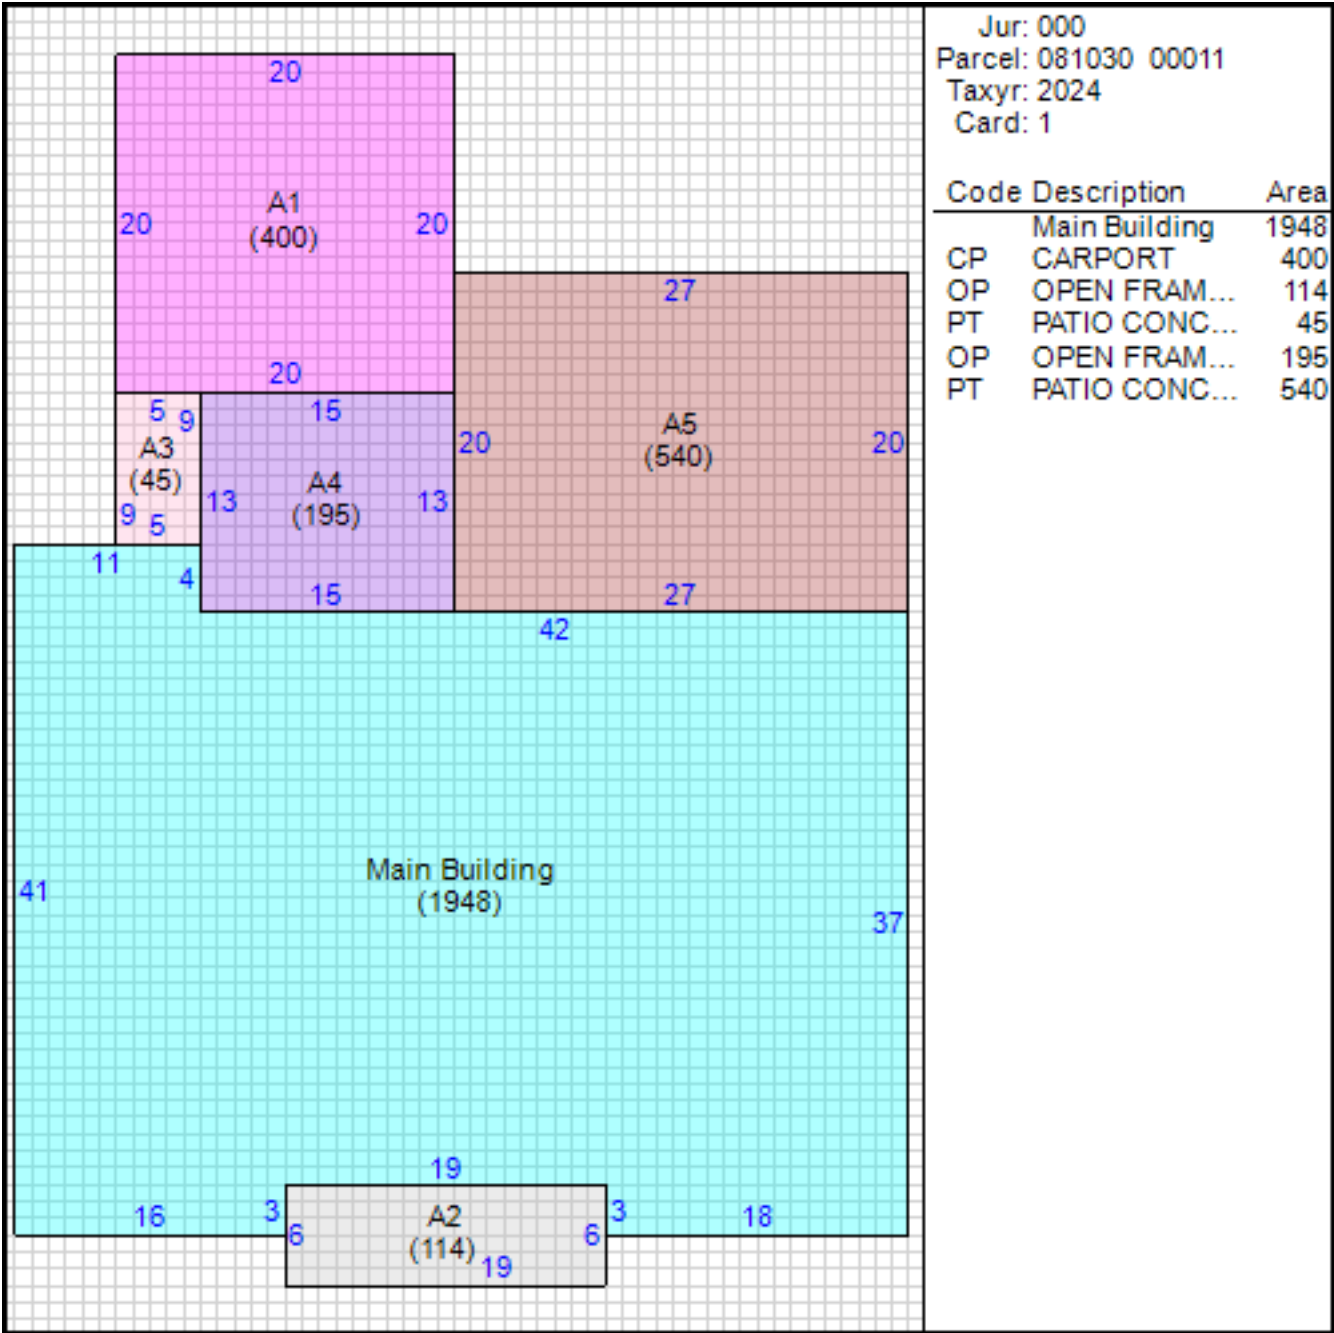 20
A1
20
20
(400)
20
27
5
9
15
A5
20
20
(540)
A3
(45)
A4
13
13
(195)
9
5
11
4
15
27
42
Main Building
(1948)
41
37
19
16
3
A2
3
18
6
6
(114)
19
Jur: 000
Parcel: 081030 00011
Taxyr: 2024
Card: 1
Code Description Area
Main Building 1948
CP CARPORT 400
OP OPEN FRAM... 114
PT PATIO CONC... 45
OP OPEN FRAM... 195
PT PATIO CONC... 540